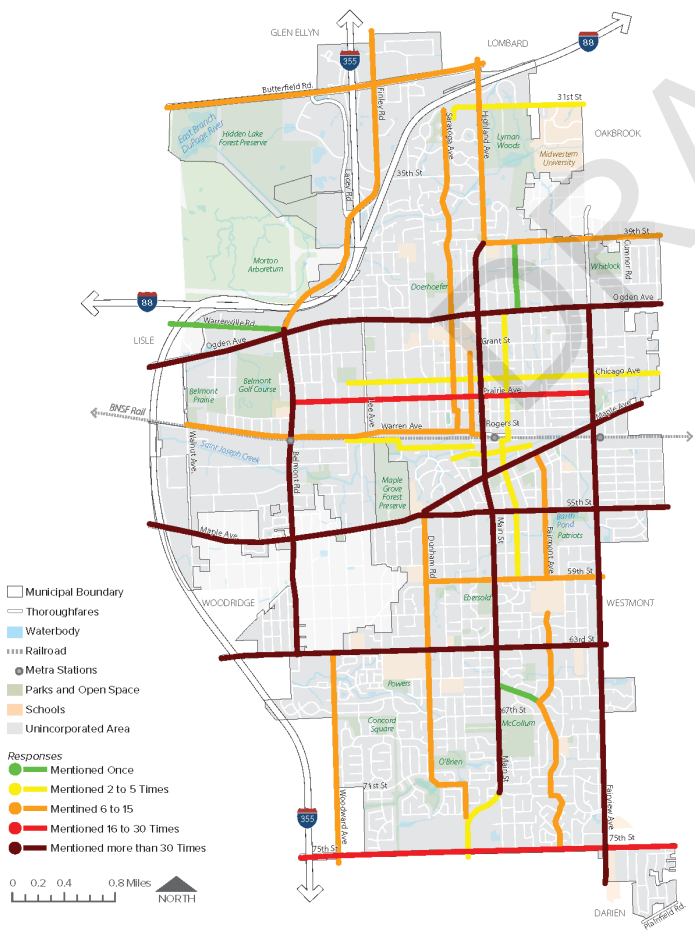 GLEN ELLYN
LOMBARD
88
355
Butterfield Rd.
Finley Rd
31st St
East Branch
DuPage River
Hidden Lake
Forest Preserve
Saratoga Ave
Highland Ave
Lyman
Woods
OAKBROOK
Midwestern
University
35th St
Lacey Rd
DRA
39th St
Cumnor Rd
Morton
Arboretum
Whitlock
Doerhoefer
88
Ogden Ave
Warrenville Rd
LISLE
Ogden Ave
Grant St
Chicago Ave
Belmont
Prairie
Belmont
Golf Course
Prairie Ave
Lee Ave
Maple Ave
BNSF Rail
Warren Ave
Rogers St
Walnut Ave.
Saint Joseph Creek
Belmont Rd
Maple
Grove
Forest
Preserve
55th St
Main St
Barth
Pond
Patriots
Maple Ave
Dunham Rd
Fairmont Ave
59th St
Municipal Boundary
WOODRIDGE
Ebersold
WESTMONT
Thoroughfares
Waterbody
63rd St
Railroad
Metra Stations
Parks and Open Space
Powers
Schools
67th St
McCollum
Unincorporated Area
Concord
Square
Responses
O'Brien
Main St
Mentioned Once
71st St
Mentioned 2 to 5 Times
Woodward Ave
Fairview Ave
Mentined 6 to 15
355
Mentioned 16 to 30 Times
75th St
75th St
Mentioned more than 30 Times
0 0.2 0.4 0.8 Miles
NORTH
DARIEN
Plainfield Rd.